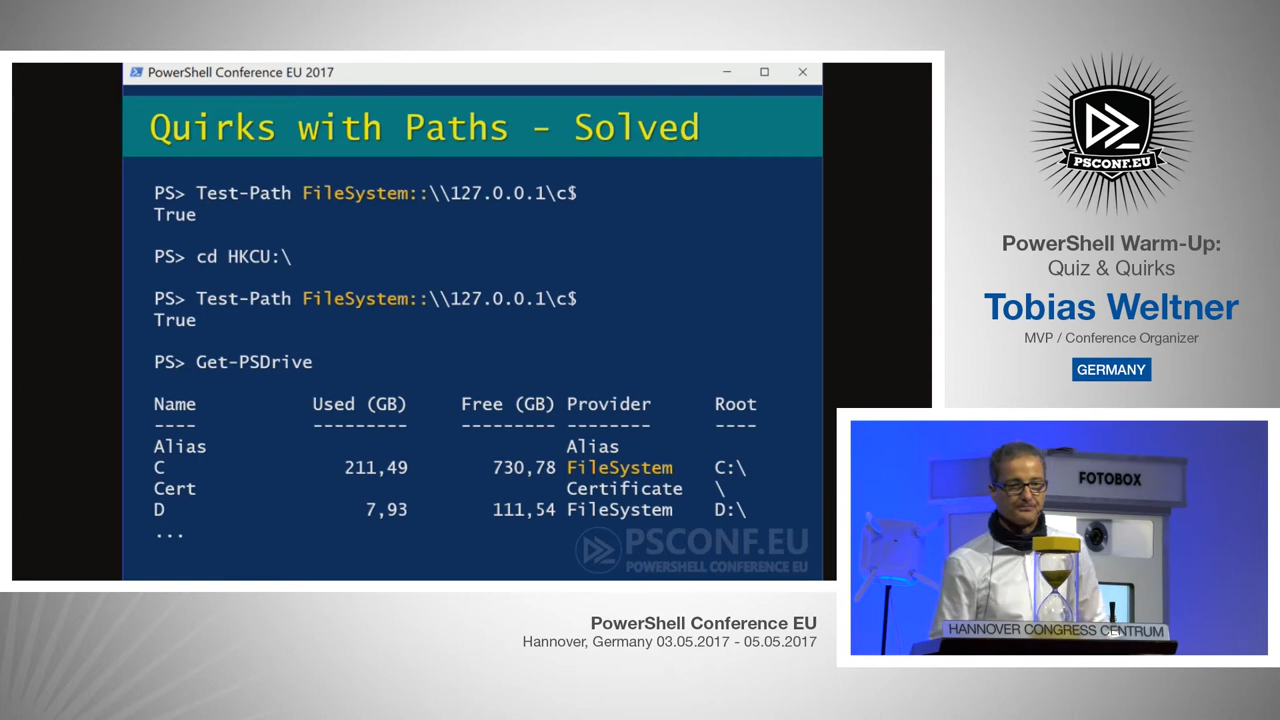 PowerShell Conference EU 2017
Quirks with Paths - Solved
PS> Test-Path FileSystem::\\127.0.0.1\c$
True
PS> cd HKCU:\
PS> Test-Path FileSystem::\\127.0.0.1\c$
True
PS> Get-PSDrive
Name Used (GB) Free (GB) Provider Root
---- --------- --------- -------- ----
Alias Alias
C 211,49 730,78 FileSystem C:\
Cert Certificate \
D 7,93 111,54 FileSystem D:\
...
PSCONF.EU
POWERSHELL CONFERENCE EU
PSCONF.EU
PowerShell Warm-Up:
Quiz & Quirks
Tobias Weltner
MVP / Conference Organizer
GERMANY
FOTOBOX
HANNOVER CONGRESS CENTRUM
PowerShell Conference EU
Hannover, Germany 03.05.2017 - 05.05.2017